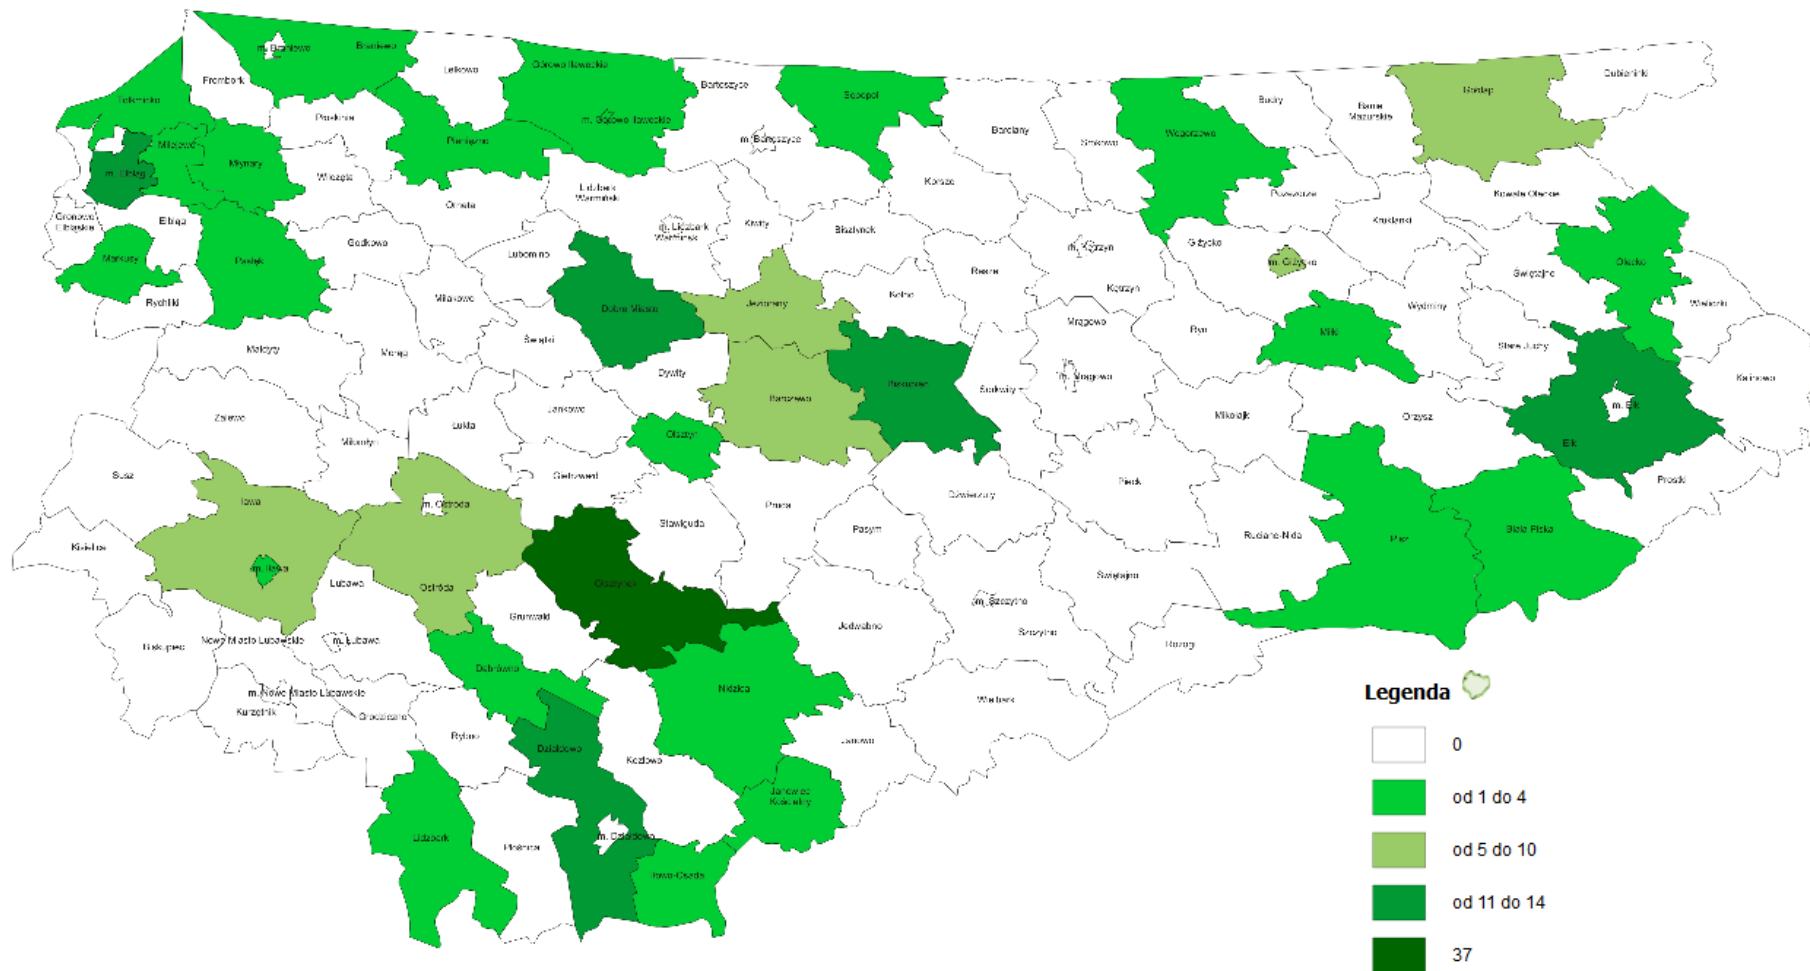 m. Braniewo
Braniewo
Lelkowo
Górowo Iławeckie
Bartoszyce
Sępopol
Frombork
Tolkmicko
Płoskinia
Pieniężno
m. Górowo Iławeckie
m. Bartoszyce
Barciany
Srokowo
Węgorzewo
Budry
Banie
Mazurskie
Gołdap
Dubieninki
Milejewo
Młynary
m. Elbląg
Wilczęta
Orneta
Lidzbark
Warmiński
Korsze
Pozezdrze
Kowale Oleckie
Gronowo
Elbląskie
Elbląg
Godkowo
m. Lidzbark
Warmiński
Kiwity
Bisztynek
m. Kętrzyn
Giżycko
Kruklanki
Markusy
Pasłęk
Lubomino
Reszel
Kętrzyn
m. Giżycko
Świętajno
Olecko
Rychliki
Miłakowo
Dobre Miasto
Jeziorany
Kolno
Wydminy
Wieliczki
Małdyty
Morąg
Świątki
Mrągowo
Ryn
Miłki
Stare Juchy
Dywity
Barczewo
Biskupiec
Sorkwity
m. Mrągowo
Kalinowo
Zalewo
Miłomłyn
Łukta
Jonkowo
Olsztyn
Mikołajki
Orzysz
m. Ełk
Ełk
Susz
Iława
m. Ostróda
Gietrzwałd
Purda
Dźwierzuty
Piecki
Prostki
Kisielice
m. Iława
Lubawa
Ostróda
Olsztynek
Stawiguda
Pasym
Świętajno
Ruciane-Nida
Pisz
Biała Piska
Biskupiec
Nowe Miasto Lubawskie
m. Lubawa
Grunwald
Jedwabno
m. Szczytno
Szczytno
Rozogi
m. Nowe Miasto Lubawskie
Kurzętnik
Grodziczno
Dąbrówno
Nidzica
Wielbark
Rybno
Działdowo
Kozłowo
Janowo
Janowiec
Kościelny
Lidzbark
Płośnica
m. Działdowo
Iłowo-Osada
Legenda
0
od 1 do 4
od 5 do 10
od 11 do 14
37